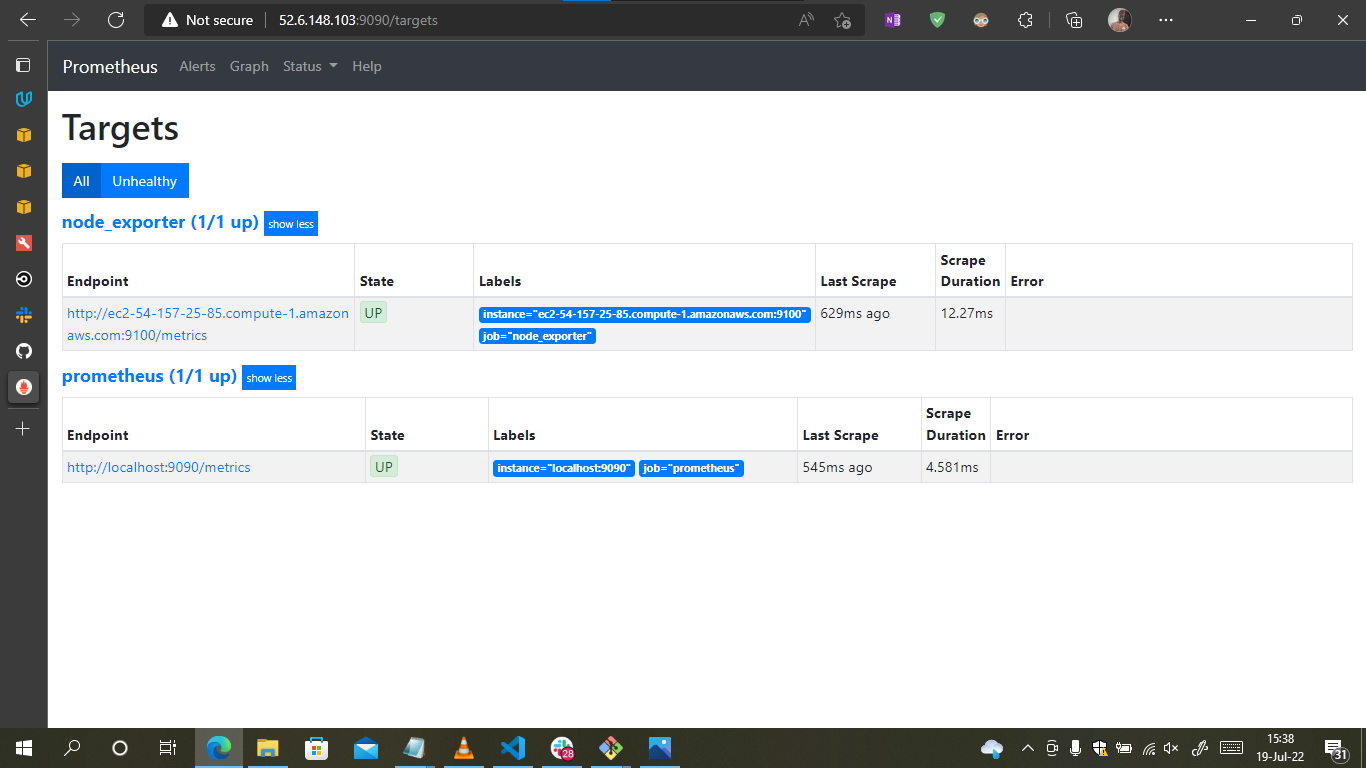 Not secure 52.6.148.103:9090/targets
Prometheus Alerts Graph Status Help
Targets
All Unhealthy
node_exporter (1/1 up) show less
Endpoint State Labels Last Scrape Scrape Duration Error
http://ec2-54-157-25-85.compute-1.amazon
aws.com:9100/metrics
UP
instance="ec2-54-157-25-85.compute-1.amazonaws.com:9100"
job="node_exporter"
629ms ago
12.27ms
prometheus (1/1 up) show less
Endpoint State Labels Last Scrape Scrape Duration Error
http://localhost:9090/metrics UP instance="localhost:9090" job="prometheus" 545ms ago 4.581ms
28
15:38
19-Jul-22
31